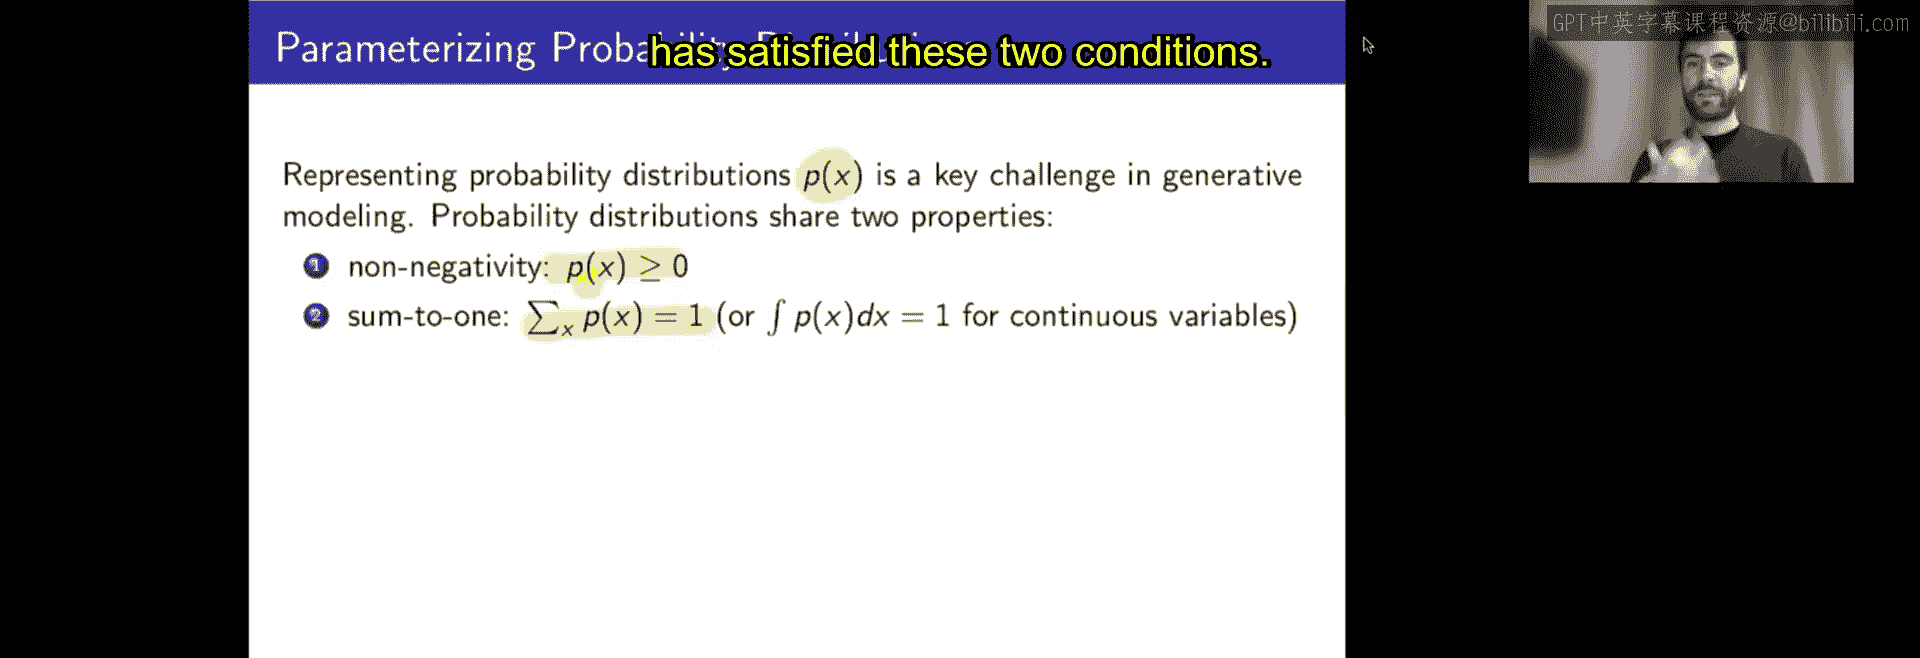 Parameterizing Proba
has satisfied these two conditions.
GPT中英字幕课程资源@bilibili.com
Representing probability distributions p(x) is a key challenge in generative
modeling. Probability distributions share two properties:
1 non-negativity: p(x) ≥ 0
2 sum-to-one: ∑ₓ p(x) = 1 (or ∫ p(x)dx = 1 for continuous variables)